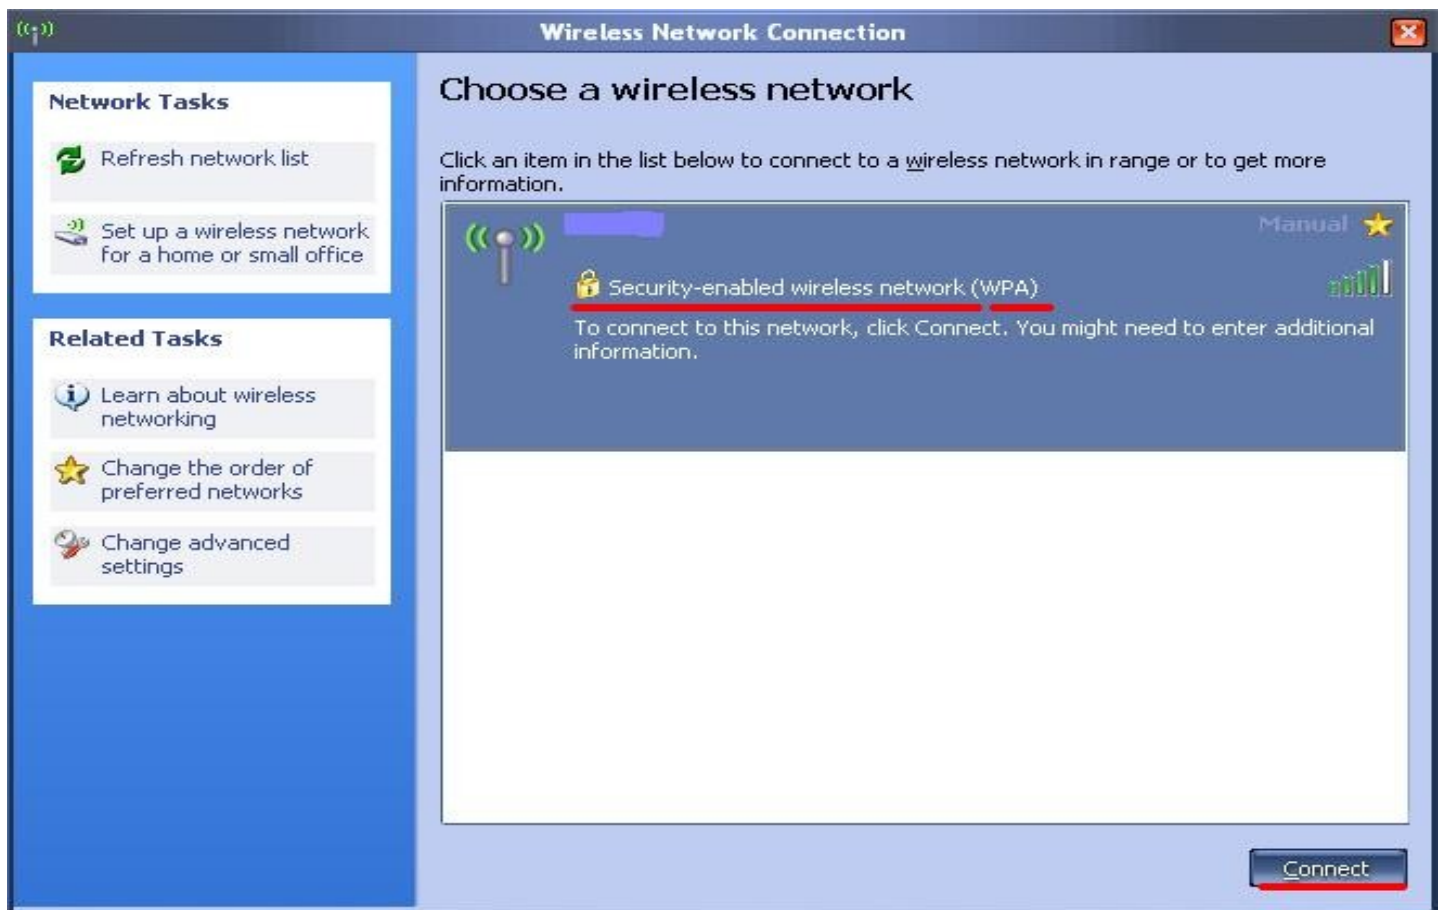 Wireless Network Connection
Network Tasks
Refresh network list
Set up a wireless network
for a home or small office
Related Tasks
Learn about wireless
networking
Change the order of
preferred networks
Change advanced
settings
Choose a wireless network
Click an item in the list below to connect to a wireless network in range or to get more
information.
Manual
Security-enabled wireless network (WPA)
To connect to this network, click Connect. You might need to enter additional
information.
Connect